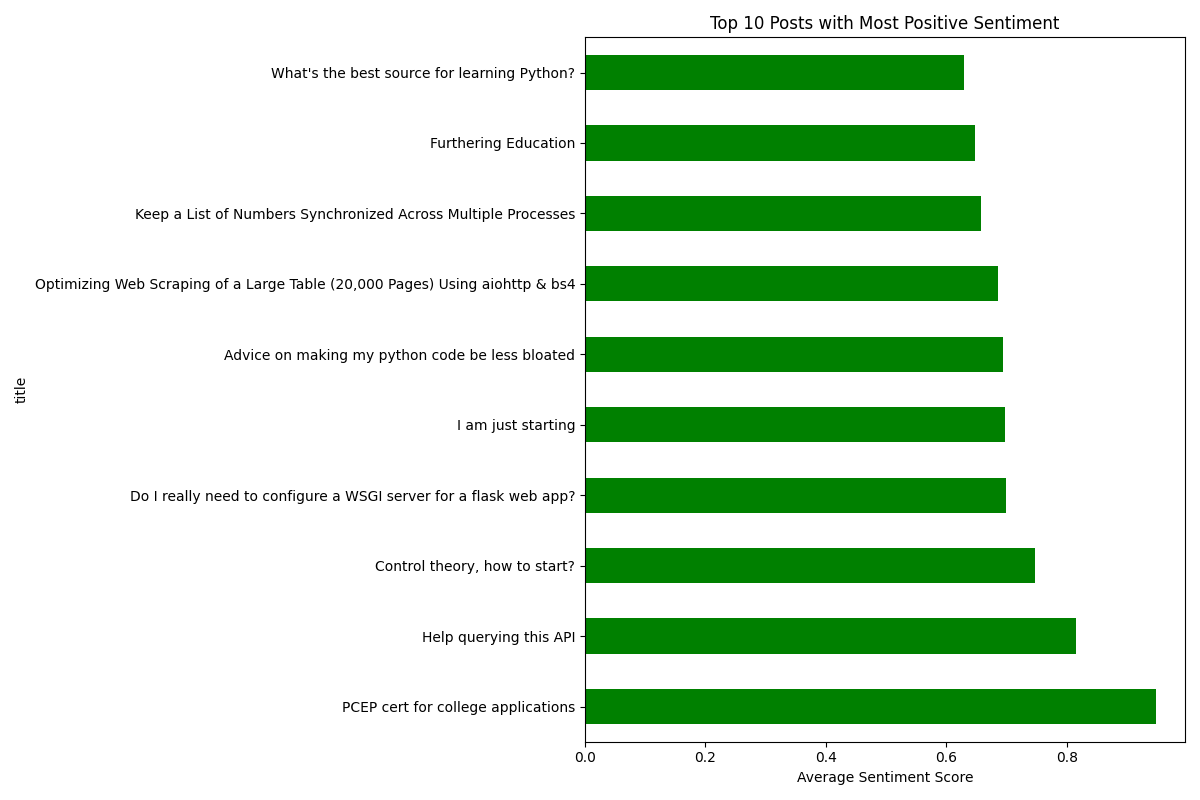 Top 10 Posts with Most Positive Sentiment
What's the best source for learning Python?
Furthering Education
Keep a List of Numbers Synchronized Across Multiple Processes
Optimizing Web Scraping of a Large Table (20,000 Pages) Using aiohttp & bs4
Advice on making my python code be less bloated
I am just starting
Do I really need to configure a WSGI server for a flask web app?
Control theory, how to start?
Help querying this API
PCEP cert for college applications
title
0.0 0.2 0.4 0.6 0.8
Average Sentiment Score